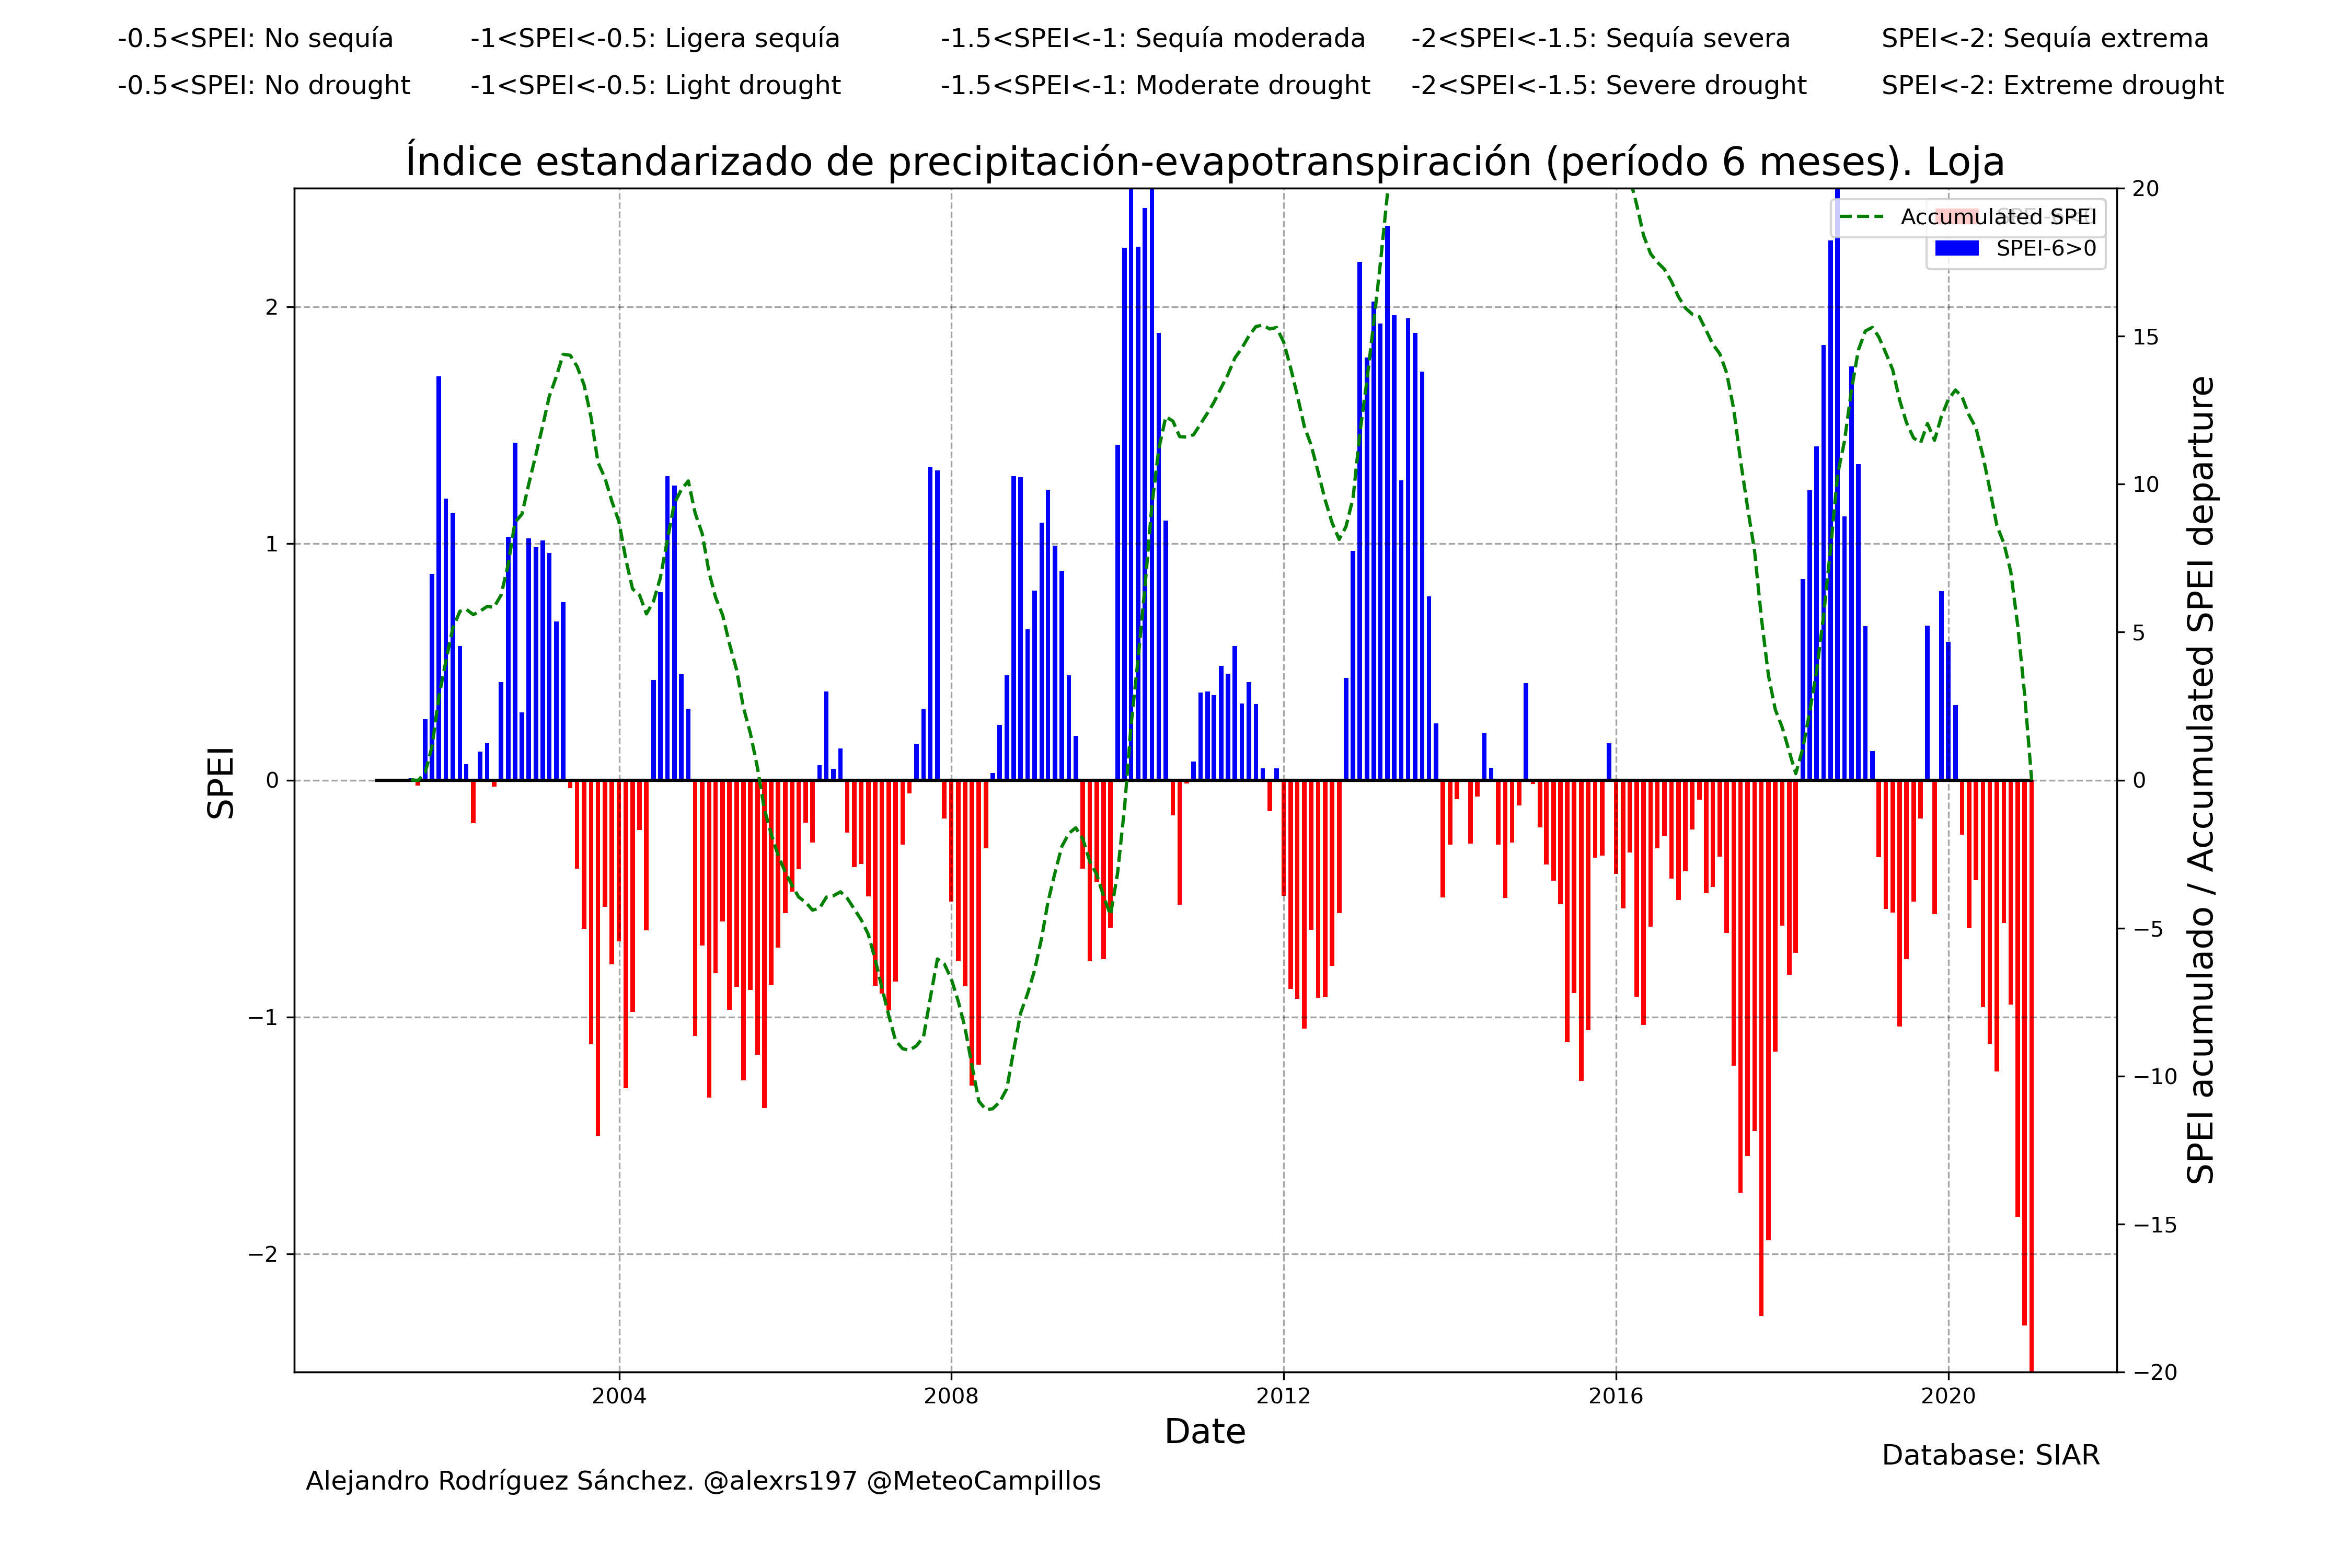 -0.5<SPEI: No sequía -1<SPEI<-0.5: Ligera sequía -1.5<SPEI<-1: Sequía moderada -2<SPEI<-1.5: Sequía severa SPEI<-2: Sequía extrema
-0.5<SPEI: No drought -1<SPEI<-0.5: Light drought -1.5<SPEI<-1: Moderate drought -2<SPEI<-1.5: Severe drought SPEI<-2: Extreme drought
Índice estandarizado de precipitación-evapotranspiración (período 6 meses). Loja
Accumulated SPEI
SPEI-6>0
SPEI
2
1
0
−1
−2
20
15
10
5
0
−5
−10
−15
−20
SPEI acumulado / Accumulated SPEI departure
2004 2008 2012 2016 2020
Date
Database: SIAR
Alejandro Rodríguez Sánchez. @alexrs197 @MeteoCampillos